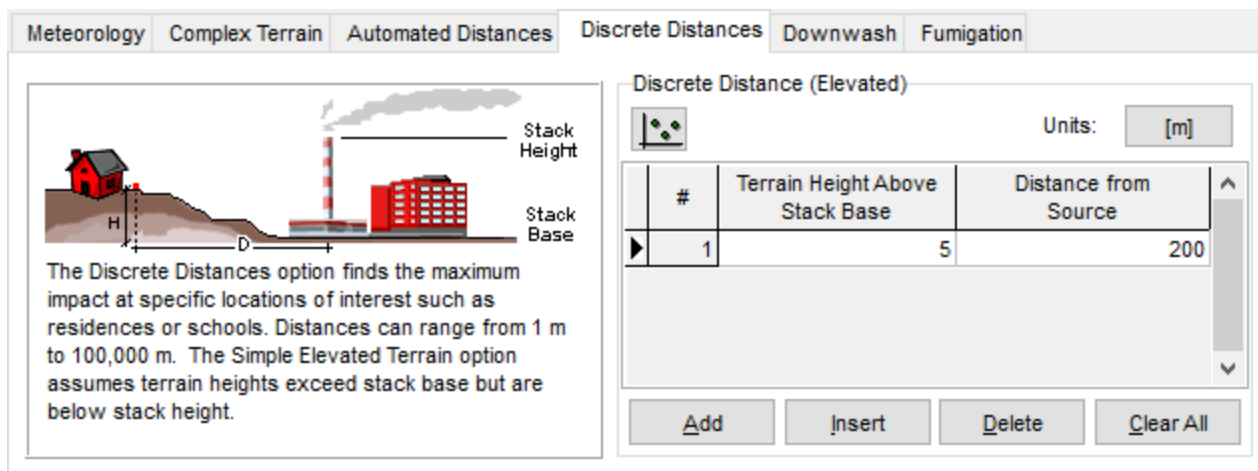 Meteorology Complex Terrain Automated Distances Discrete Distances Downwash Fumigation
Stack
Height
Stack
Base
H
D
The Discrete Distances option finds the maximum
impact at specific locations of interest such as
residences or schools. Distances can range from 1 m
to 100,000 m. The Simple Elevated Terrain option
assumes terrain heights exceed stack base but are
below stack height.
Discrete Distance (Elevated)
Units: [m]
# Terrain Height Above Stack Base Distance from Source
1 5 200
Add Insert Delete Clear All